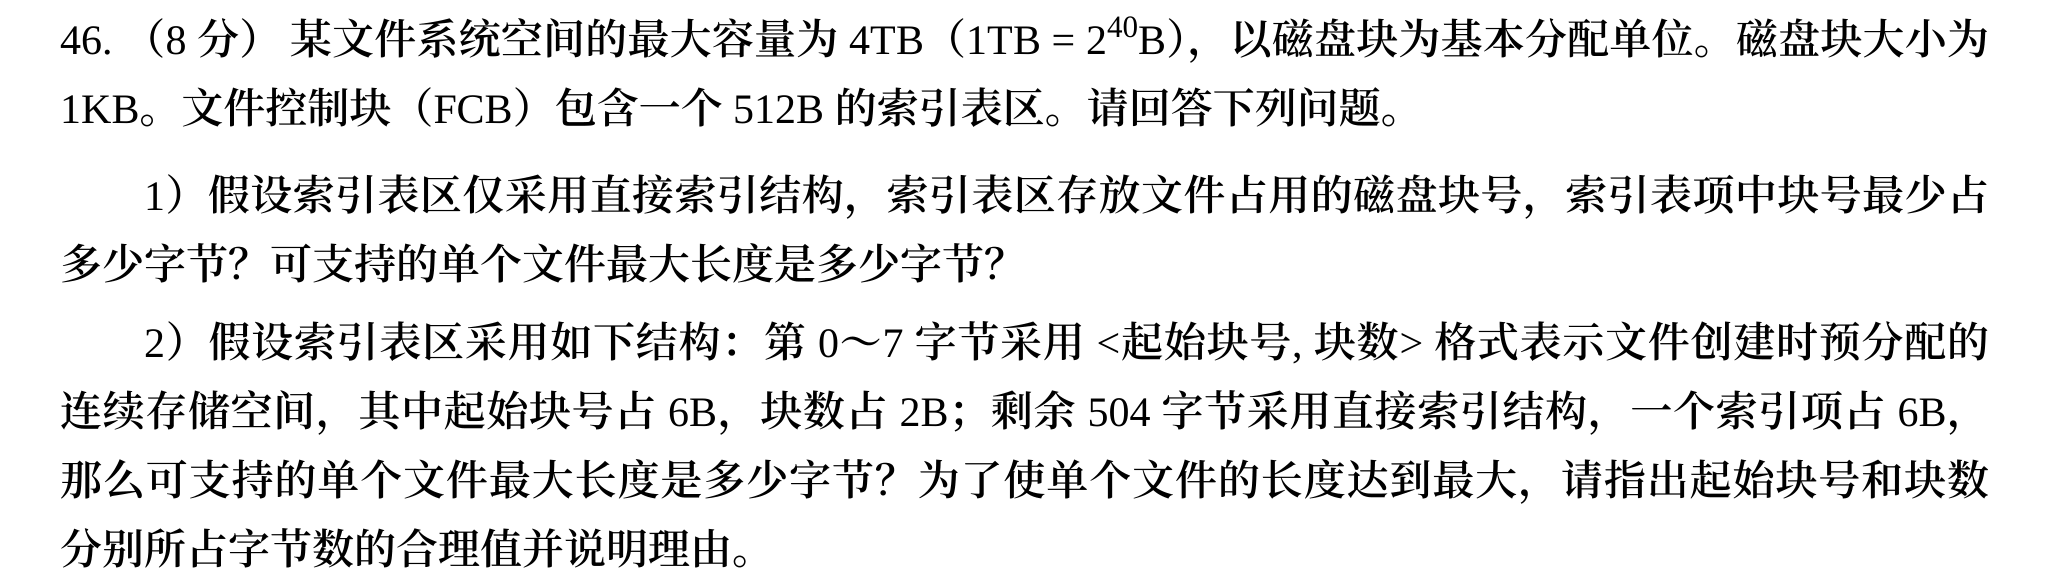 46. （8 分） 某文件系统空间的最大容量为 4TB（1TB = 2⁴⁰B），以磁盘块为基本分配单位。磁盘块大小为
1KB。文件控制块（FCB）包含一个 512B 的索引表区。请回答下列问题。
1）假设索引表区仅采用直接索引结构，索引表区存放文件占用的磁盘块号，索引表项中块号最少占
多少字节？可支持的单个文件最大长度是多少字节？
2）假设索引表区采用如下结构：第 0～7 字节采用 <起始块号, 块数> 格式表示文件创建时预分配的
连续存储空间，其中起始块号占 6B，块数占 2B；剩余 504 字节采用直接索引结构，一个索引项占 6B，
那么可支持的单个文件最大长度是多少字节？为了使单个文件的长度达到最大，请指出起始块号和块数
分别所占字节数的合理值并说明理由。